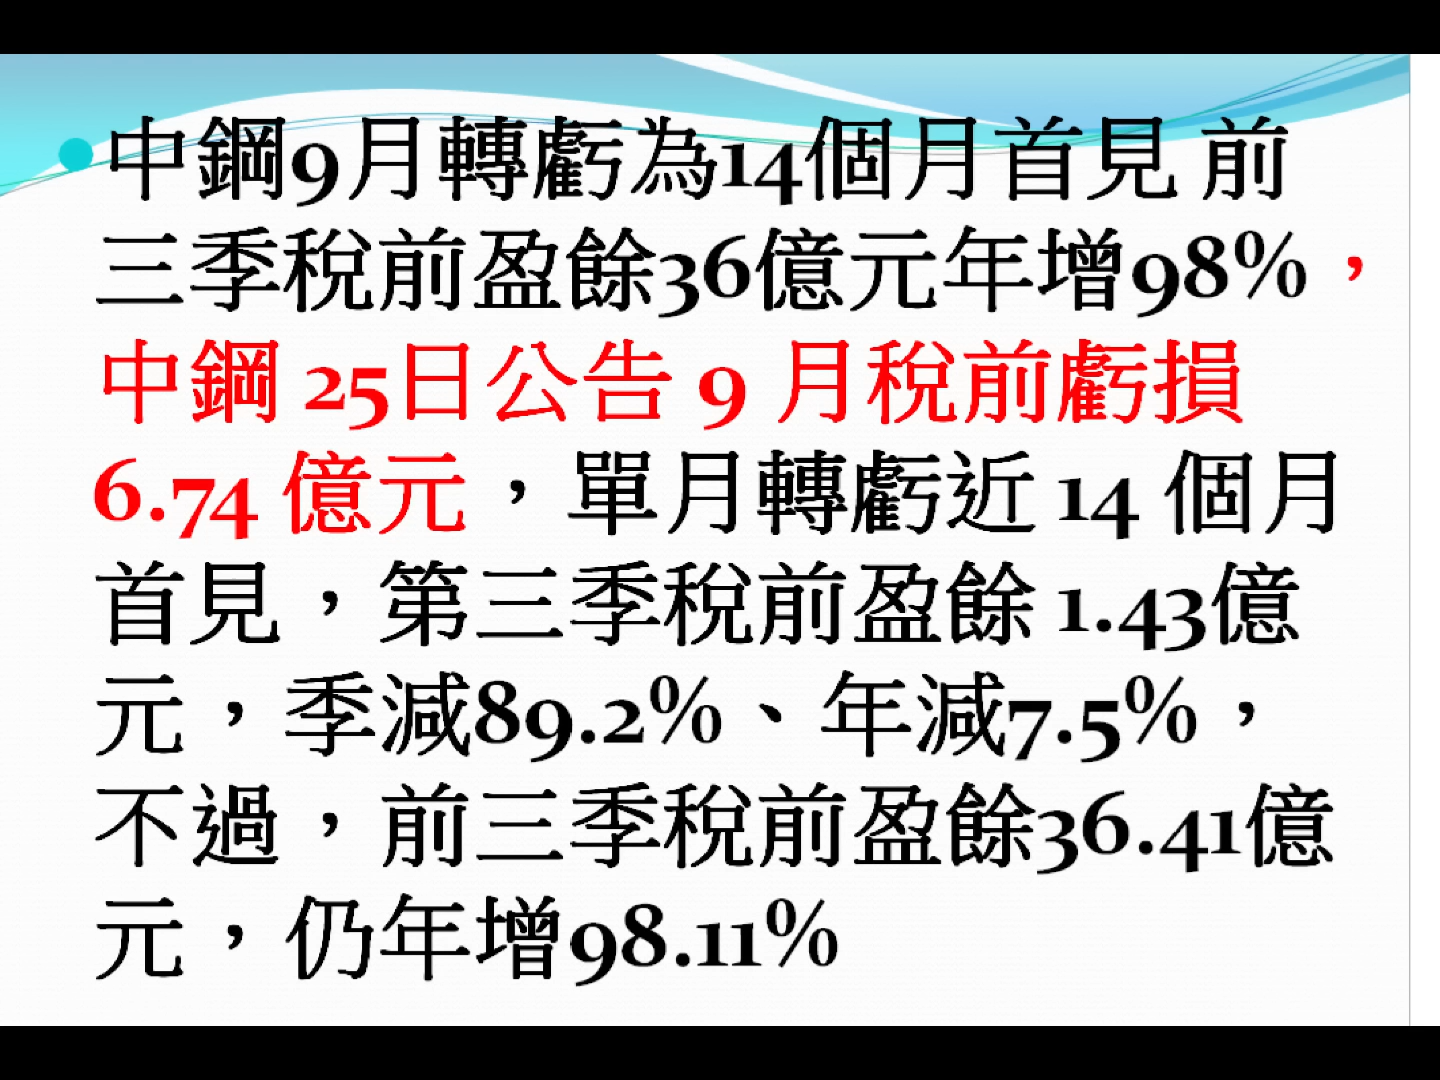 中鋼9月轉虧為14個月首見 前
三季稅前盈餘36億元年增98%，
中鋼 25日公告 9 月稅前虧損
6.74 億元，單月轉虧近 14 個月
首見，第三季稅前盈餘 1.43億
元，季減89.2%、年減7.5%，
不過，前三季稅前盈餘36.41億
元，仍年增98.11%